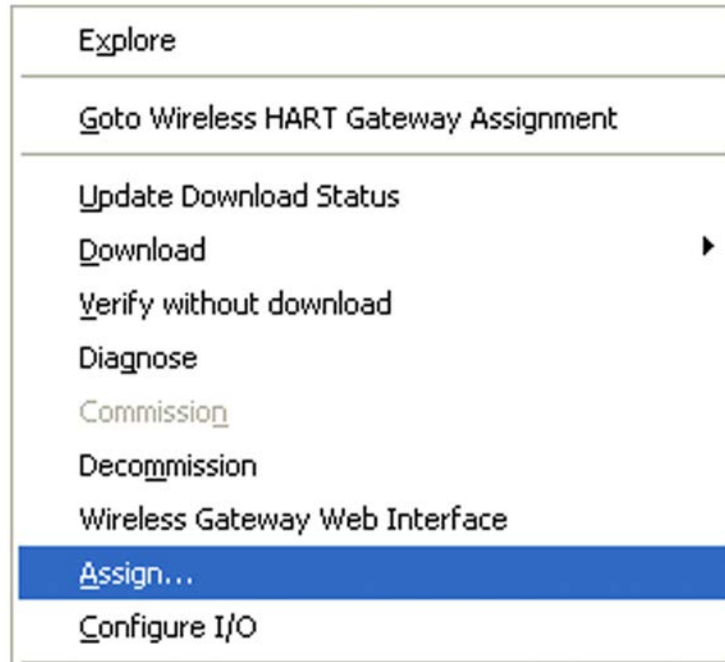 Explore
Goto Wireless HART Gateway Assignment
Update Download Status
Download
Verify without download
Diagnose
Commission
Decommission
Wireless Gateway Web Interface
Assign...
Configure I/O